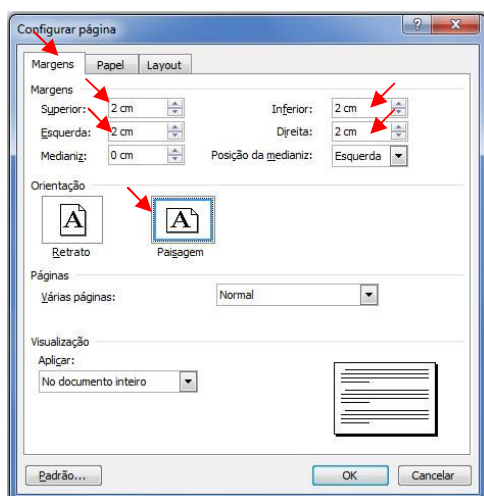 Configurar página
Margens Papel Layout
Margens
Superior: 2 cm Inferior: 2 cm
Esquerda: 2 cm Direita: 2 cm
Medianiz: 0 cm Posição da medianiz: Esquerda
Orientação
A A
Retrato Paisagem
Páginas
Várias páginas: Normal
Visualização
Aplicar:
No documento inteiro
Padrão... OK Cancelar